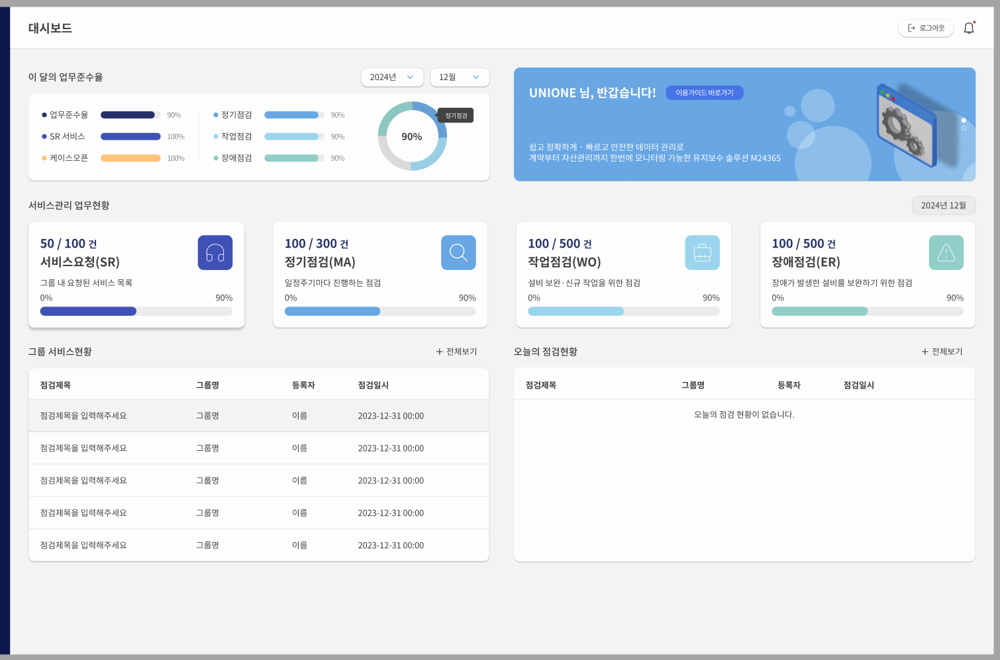 대시보드
로그아웃
이 달의 업무준수율
2024년
12월
업무준수율 90%
SR 서비스 100%
케이스오픈 100%
정기점검 90%
작업점검 90%
장애점검 90%
90%
정기점검
UNIONE 님, 반갑습니다!
이용가이드 바로가기
쉽고 정확하게 · 빠르고 안전한 데이터 관리로
계약부터 자산관리까지 한번에 모니터링 가능한 유지보수 솔루션 M24365
서비스관리 업무현황
2024년 12월
50 / 100 건
서비스요청(SR)
그룹 내 요청된 서비스 목록
0% 90%
100 / 300 건
정기점검(MA)
일정주기마다 진행하는 점검
0% 90%
100 / 500 건
작업점검(WO)
설비 보완·신규 작업을 위한 점검
0% 90%
100 / 500 건
장애점검(ER)
장애가 발생한 설비를 보완하기 위한 점검
0% 90%
그룹 서비스현황
+ 전체보기
점검제목 그룹명 등록자 점검일시
점검제목을 입력해주세요 그룹명 이름 2023-12-31 00:00
점검제목을 입력해주세요 그룹명 이름 2023-12-31 00:00
점검제목을 입력해주세요 그룹명 이름 2023-12-31 00:00
점검제목을 입력해주세요 그룹명 이름 2023-12-31 00:00
점검제목을 입력해주세요 그룹명 이름 2023-12-31 00:00
오늘의 점검현황
+ 전체보기
점검제목 그룹명 등록자 점검일시
오늘의 점검 현황이 없습니다.